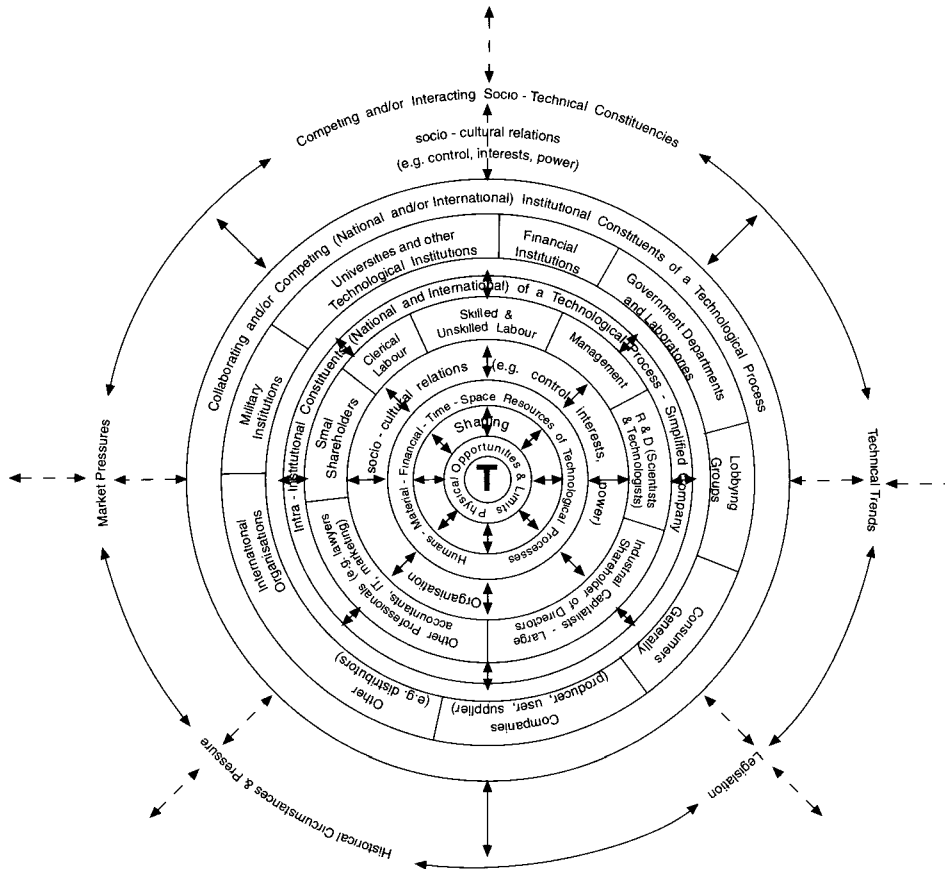 Competing and/or Interacting Socio - Technical Constituencies
socio - cultural relations
(e.g. control, interests, power)
Collaborating and/or Competing (National and/or International) Institutional Constituents of a Technological Process
Universities and other
Technological Institutions
Financial
Institutions
Government Departments
and Laboratories
Lobying
Groups
Consumers
Generally
Companies
(producer, user, supplier)
Other
(e.g. distributors)
International
Organisations
Military
Institutions
Intra - Institutional Constituents (National and International) of a Technological Process - Simplified Company
Clerical
Labour
Skilled &
Unskilled Labour
Management
R & D (Scientists
& Technologists)
Industrial Capitalists - Large
Shareholder of Directors
Other Professionals (e.g. lawyers
accountants, IT, marketing)
Smal
Shareholders
socio - cultural relations (e.g. control, interests, power)
Organisation
Humans - Material - Financial - Time - Space Resources of Technological Processes
Sharing
Physical Opportunities & Limits
T
Market Pressures
Technical Trends
Legislation
Historical Circumstances & Pressure